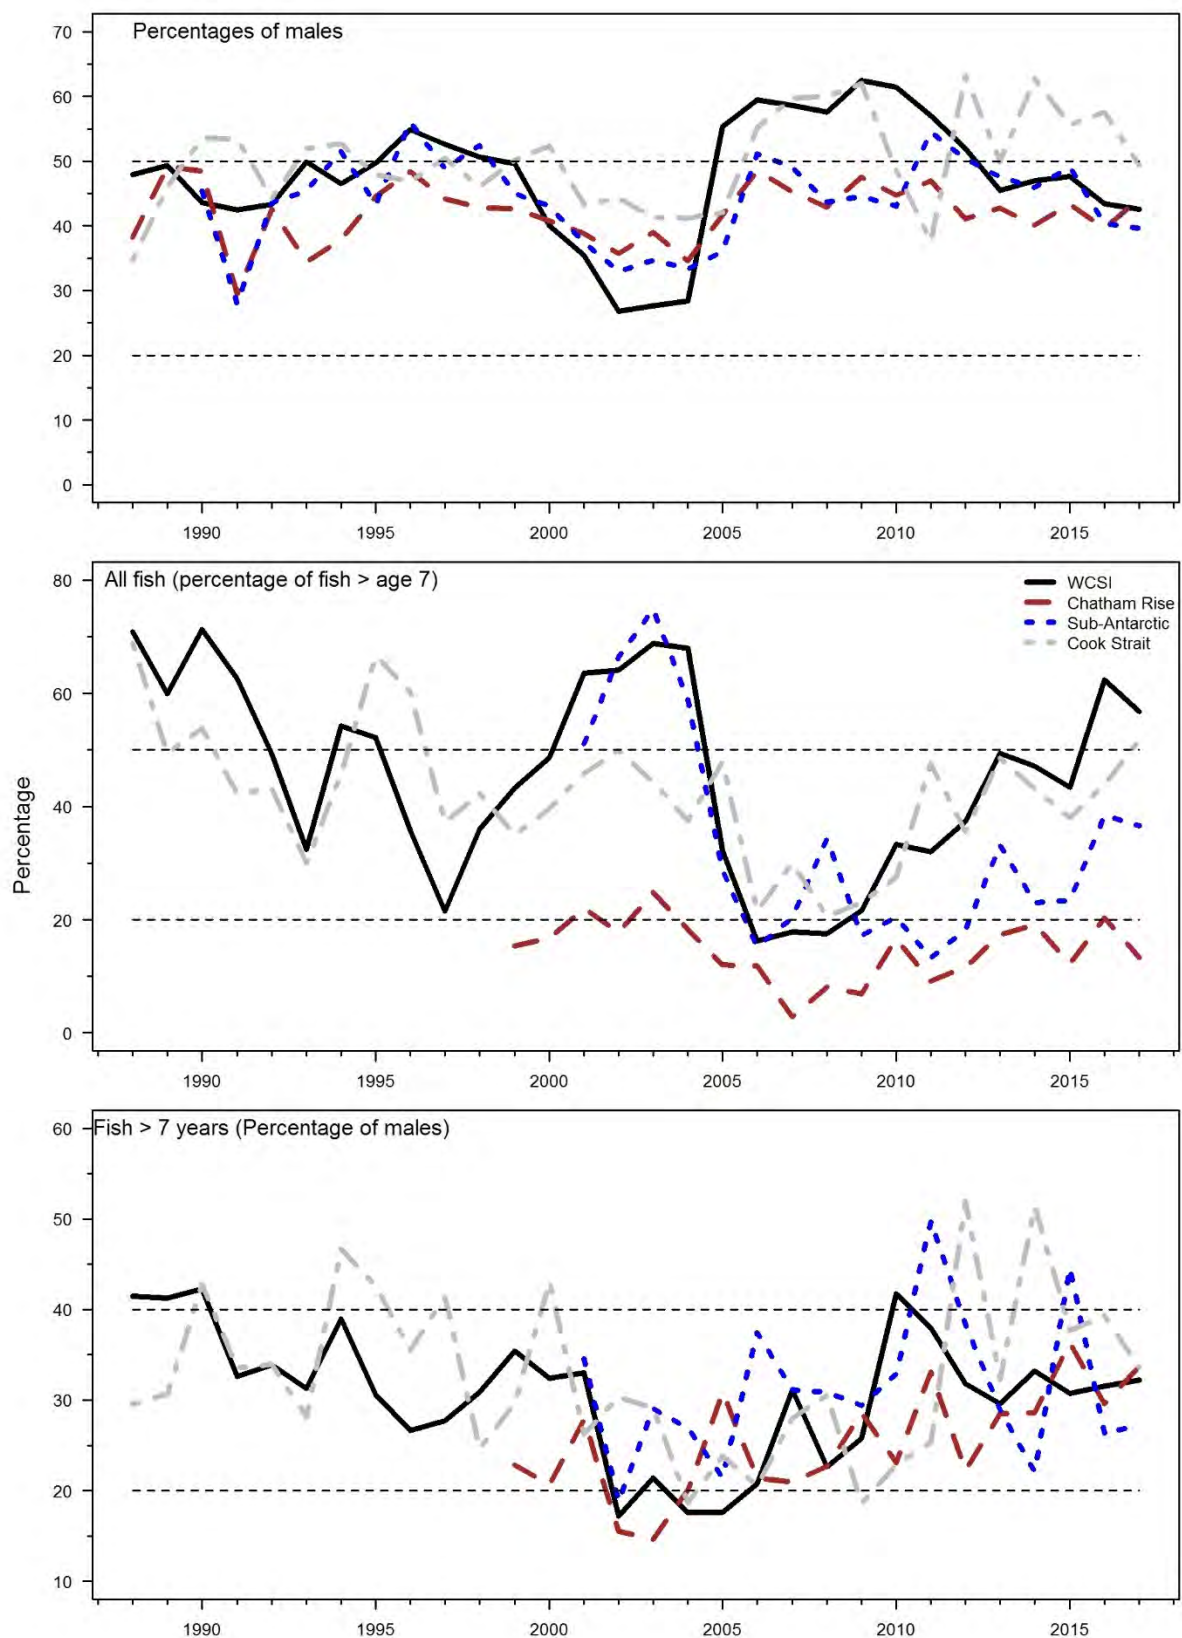 Percentages of males
70
60
50
40
30
20
10
0
1990 1995 2000 2005 2010 2015
All fish (percentage of fish > age 7)
WCSI
Chatham Rise
Sub-Antarctic
Cook Strait
80
60
40
20
0
Percentage
1990 1995 2000 2005 2010 2015
Fish > 7 years (Percentage of males)
60
50
40
30
20
10
1990 1995 2000 2005 2010 2015